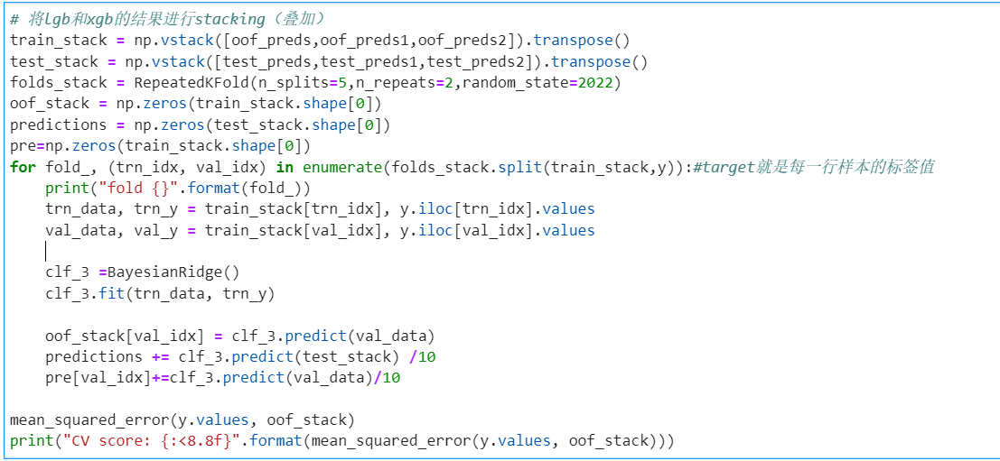 # 将lgb和xgb的结果进行stacking（叠加）
train_stack = np.vstack([oof_preds,oof_preds1,oof_preds2]).transpose()
test_stack = np.vstack([test_preds,test_preds1,test_preds2]).transpose()
folds_stack = RepeatedKFold(n_splits=5,n_repeats=2,random_state=2022)
oof_stack = np.zeros(train_stack.shape[0])
predictions = np.zeros(test_stack.shape[0])
pre=np.zeros(train_stack.shape[0])
for fold_, (trn_idx, val_idx) in enumerate(folds_stack.split(train_stack,y)):#target就是每一行样本的标签值
    print("fold {}".format(fold_))
    trn_data, trn_y = train_stack[trn_idx], y.iloc[trn_idx].values
    val_data, val_y = train_stack[val_idx], y.iloc[val_idx].values
    clf_3 =BayesianRidge()
    clf_3.fit(trn_data, trn_y)
    oof_stack[val_idx] = clf_3.predict(val_data)
    predictions += clf_3.predict(test_stack) /10
    pre[val_idx]+=clf_3.predict(val_data)/10
mean_squared_error(y.values, oof_stack)
print("CV score: {:<8.8f}".format(mean_squared_error(y.values, oof_stack)))